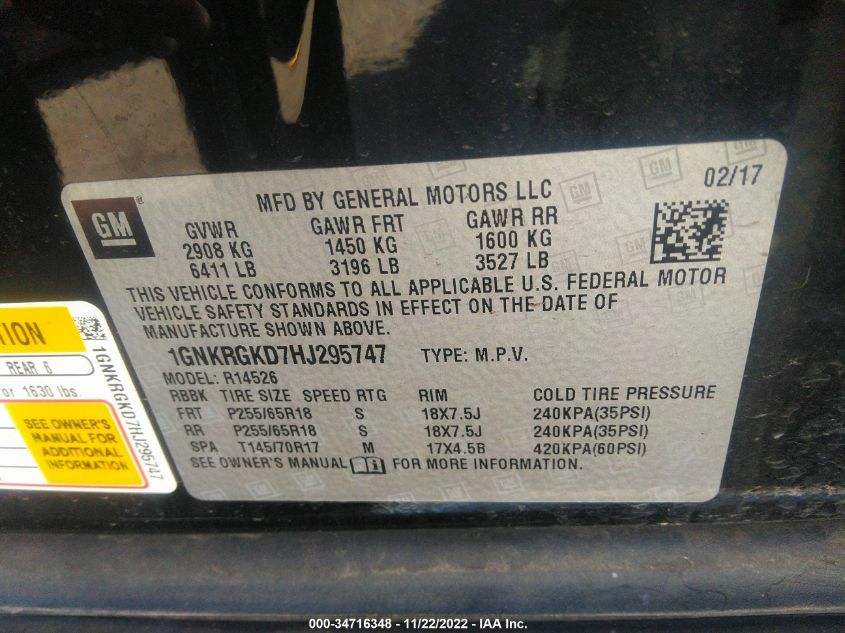 GM
MFD BY GENERAL MOTORS LLC
02/17
GVWR GAWR FRT GAWR RR
2908 KG 1450 KG 1600 KG
6411 LB 3196 LB 3527 LB
THIS VEHICLE CONFORMS TO ALL APPLICABLE U.S. FEDERAL MOTOR
VEHICLE SAFETY STANDARDS IN EFFECT ON THE DATE OF
MANUFACTURE SHOWN ABOVE.
1GNKRGKD7HJ295747 TYPE: M.P.V.
MODEL: R14526
RBBK TIRE SIZE SPEED RTG RIM COLD TIRE PRESSURE
FRT P255/65R18 S 18X7.5J 240KPA(35PSI)
RR P255/65R18 S 18X7.5J 240KPA(35PSI)
SPA T145/70R17 M 17X4.5B 420KPA(60PSI)
SEE OWNER'S MANUAL FOR MORE INFORMATION.
TION
REAR 6
or 1630 lbs.
SEE OWNER'S
MANUAL FOR
ADDITIONAL
INFORMATION
1GNKRGKD7HJ295747
000-34716348 - 11/22/2022 - IAA Inc.